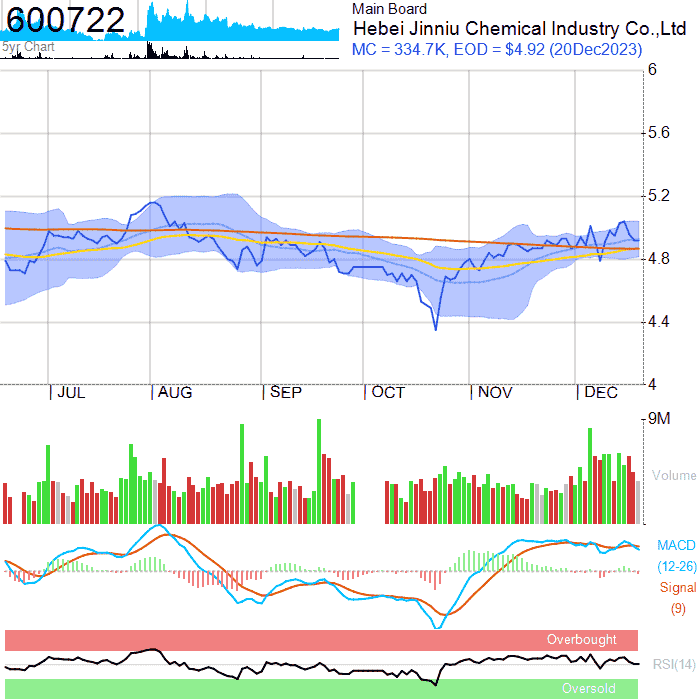 600722
5yr Chart
Main Board
Hebei Jinniu Chemical Industry Co.,Ltd
MC = 334.7K, EOD = $4.92 (20Dec2023)
6
5.6
5.2
4.8
4.4
4
JUL AUG SEP OCT NOV DEC
9M
Volume
MACD
(12-26)
Signal
(9)
Overbought
RSI(14)
Oversold